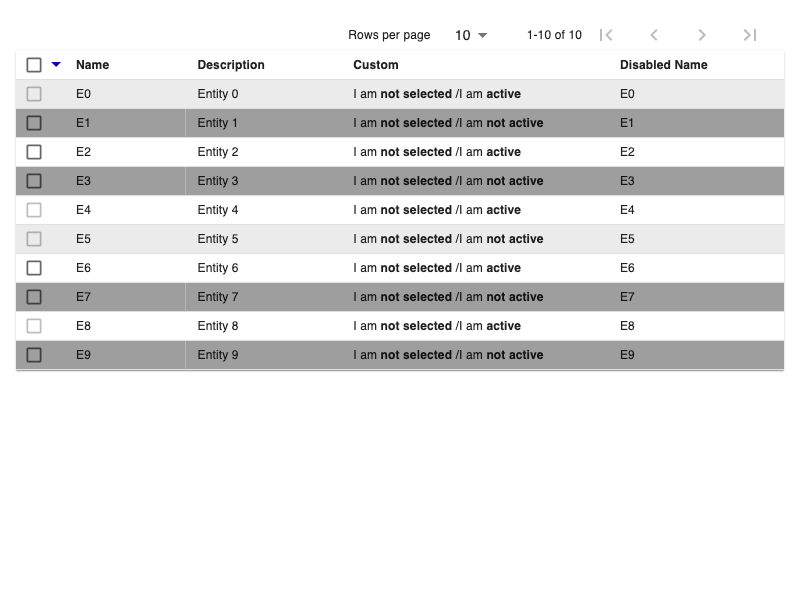 Rows per page 10 1-10 of 10
Name Description Custom Disabled Name
E0 Entity 0 I am not selected /I am active E0
E1 Entity 1 I am not selected /I am not active E1
E2 Entity 2 I am not selected /I am active E2
E3 Entity 3 I am not selected /I am not active E3
E4 Entity 4 I am not selected /I am active E4
E5 Entity 5 I am not selected /I am not active E5
E6 Entity 6 I am not selected /I am active E6
E7 Entity 7 I am not selected /I am not active E7
E8 Entity 8 I am not selected /I am active E8
E9 Entity 9 I am not selected /I am not active E9